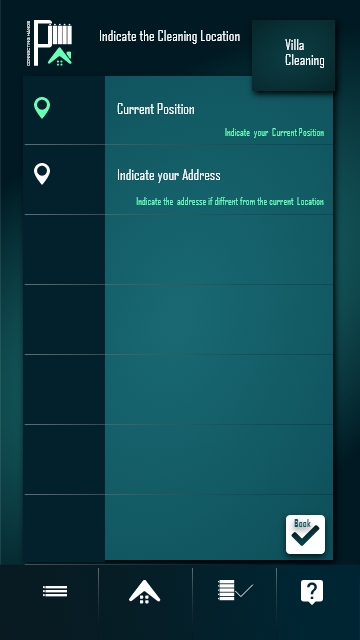 CONNECTING HANDS
Indicate the Cleaning Location
Villa
Cleaning
Current Position
Indicate your Current Position
Indicate your Address
Indicate the addresse if diffrent from the current Location
Book